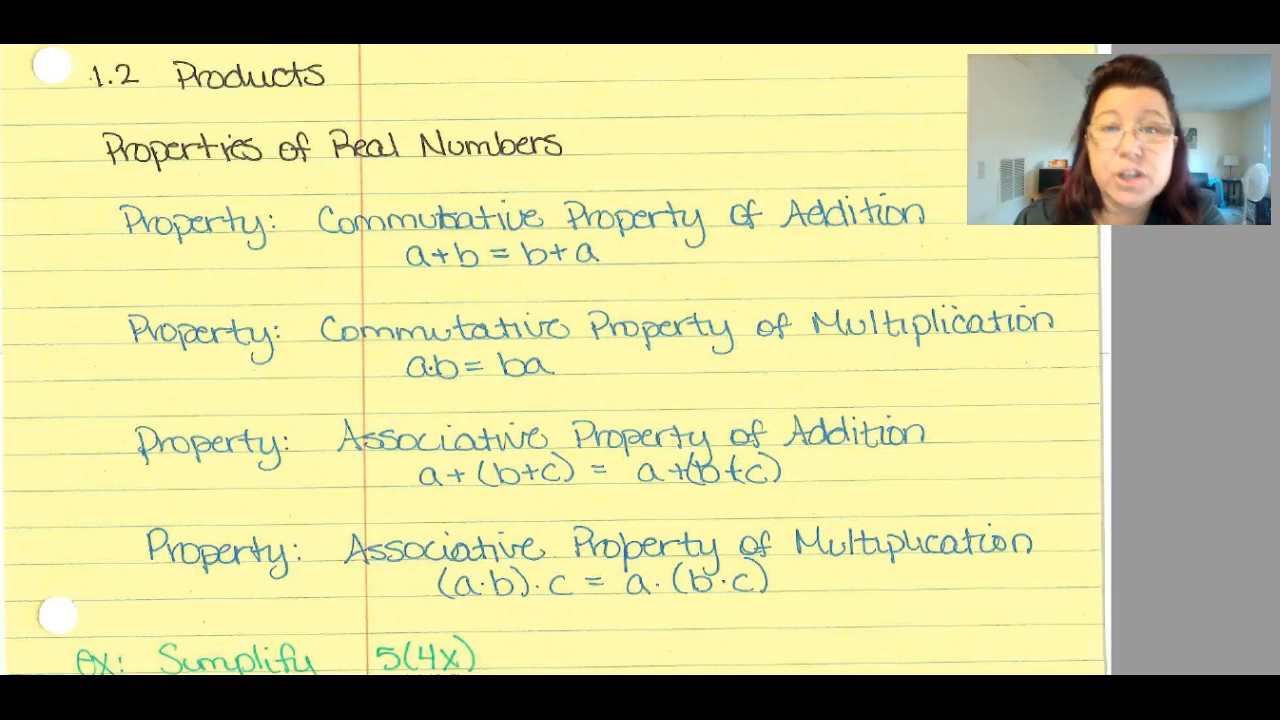 1.2 Products
Properties of Real Numbers
Property: Commutative Property of Addition
a+b = b+a
Property: Commutative Property of Multiplication
a·b = ba
Property: Associative Property of Addition
a+(b+c) = a+(b+c)
Property: Associative Property of Multiplication
(a·b)·c = a·(b·c)
ex: Simplify 5(4x)